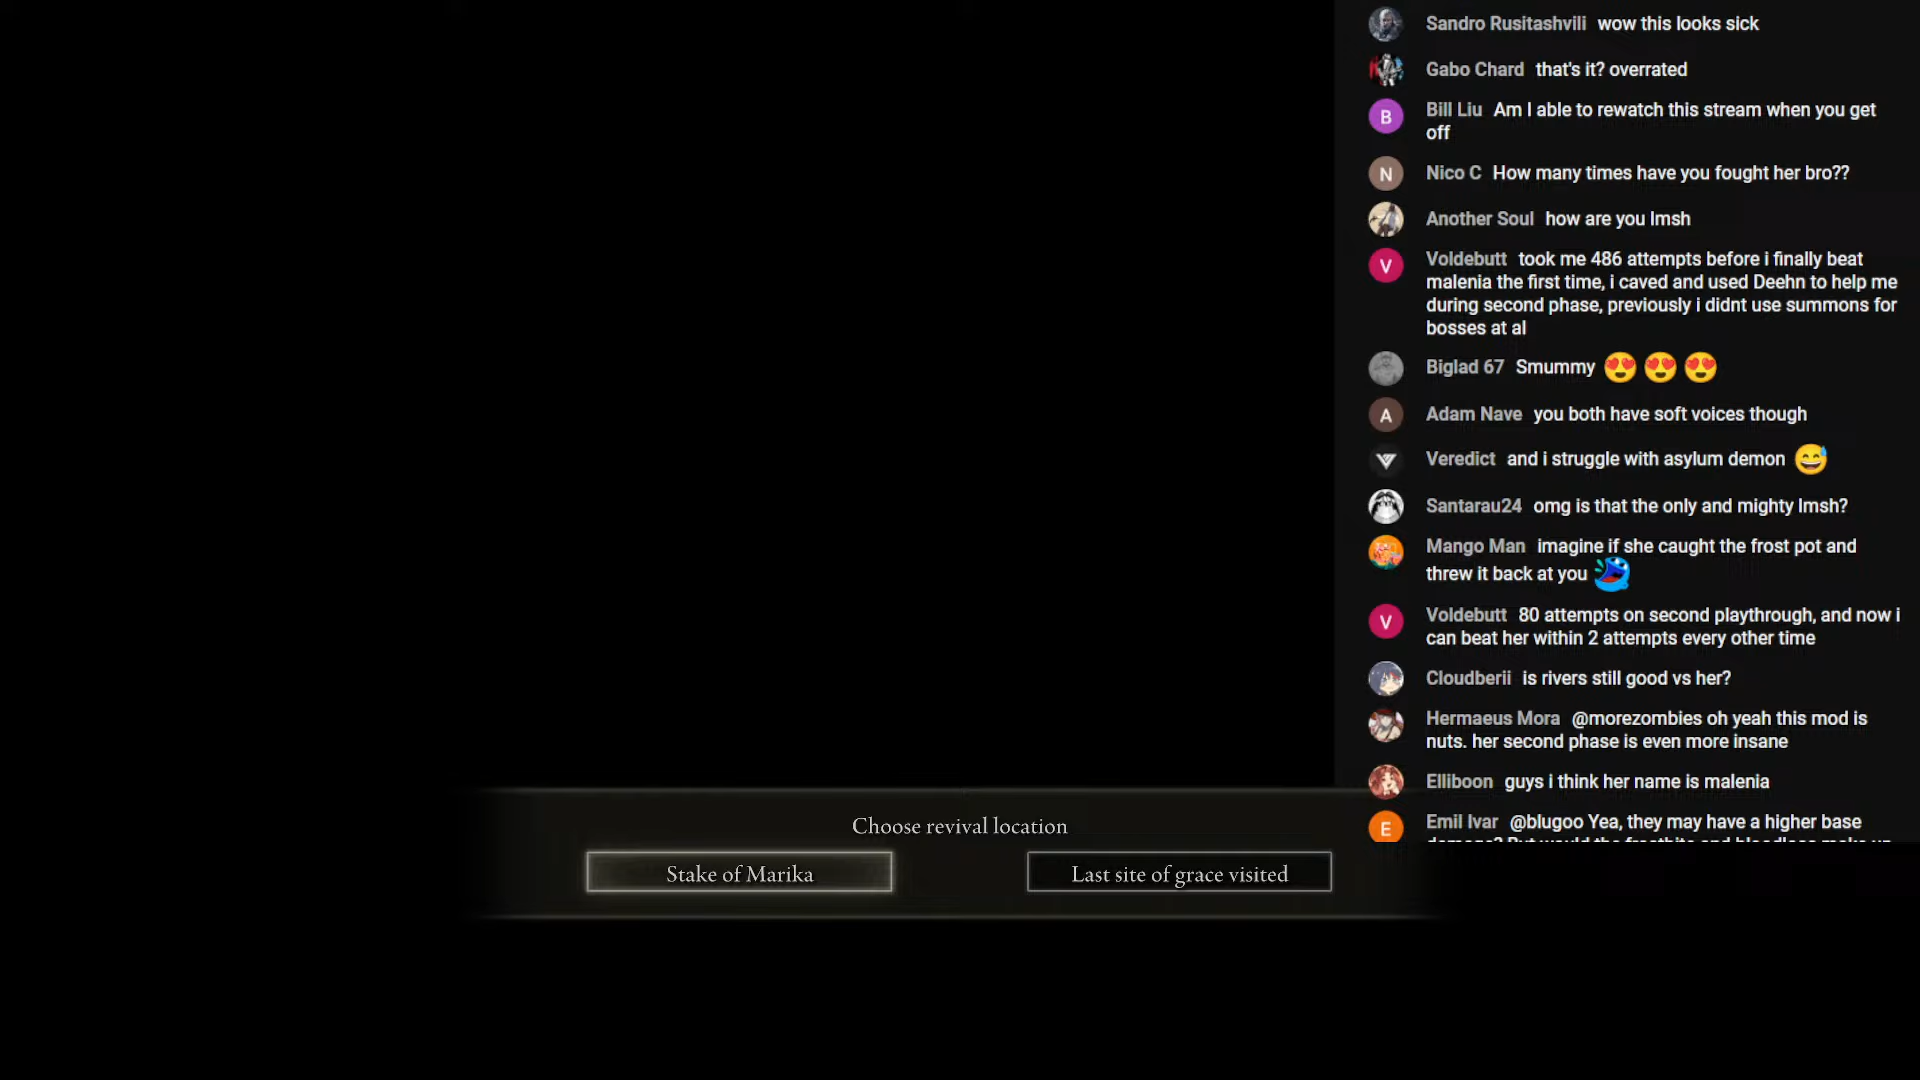 Sandro Rusitashvili wow this looks sick
Gabo Chard that's it? overrated
B
Bill Liu Am I able to rewatch this stream when you get
off
N
Nico C How many times have you fought her bro??
Another Soul how are you lmsh
V
Voldebutt took me 486 attempts before i finally beat
malenia the first time, i caved and used Deehn to help me
during second phase, previously i didnt use summons for
bosses at al
Biglad 67 Smummy 😍 😍 😍
A
Adam Nave you both have soft voices though
Veredict and i struggle with asylum demon 😅
Santarau24 omg is that the only and mighty lmsh?
Mango Man imagine if she caught the frost pot and
threw it back at you
V
Voldebutt 80 attempts on second playthrough, and now i
can beat her within 2 attempts every other time
Cloudberii is rivers still good vs her?
Hermaeus Mora @morezombies oh yeah this mod is
nuts. her second phase is even more insane
Elliboon guys i think her name is malenia
E
Emil Ivar @blugoo Yea, they may have a higher base
Choose revival location
Stake of Marika
Last site of grace visited